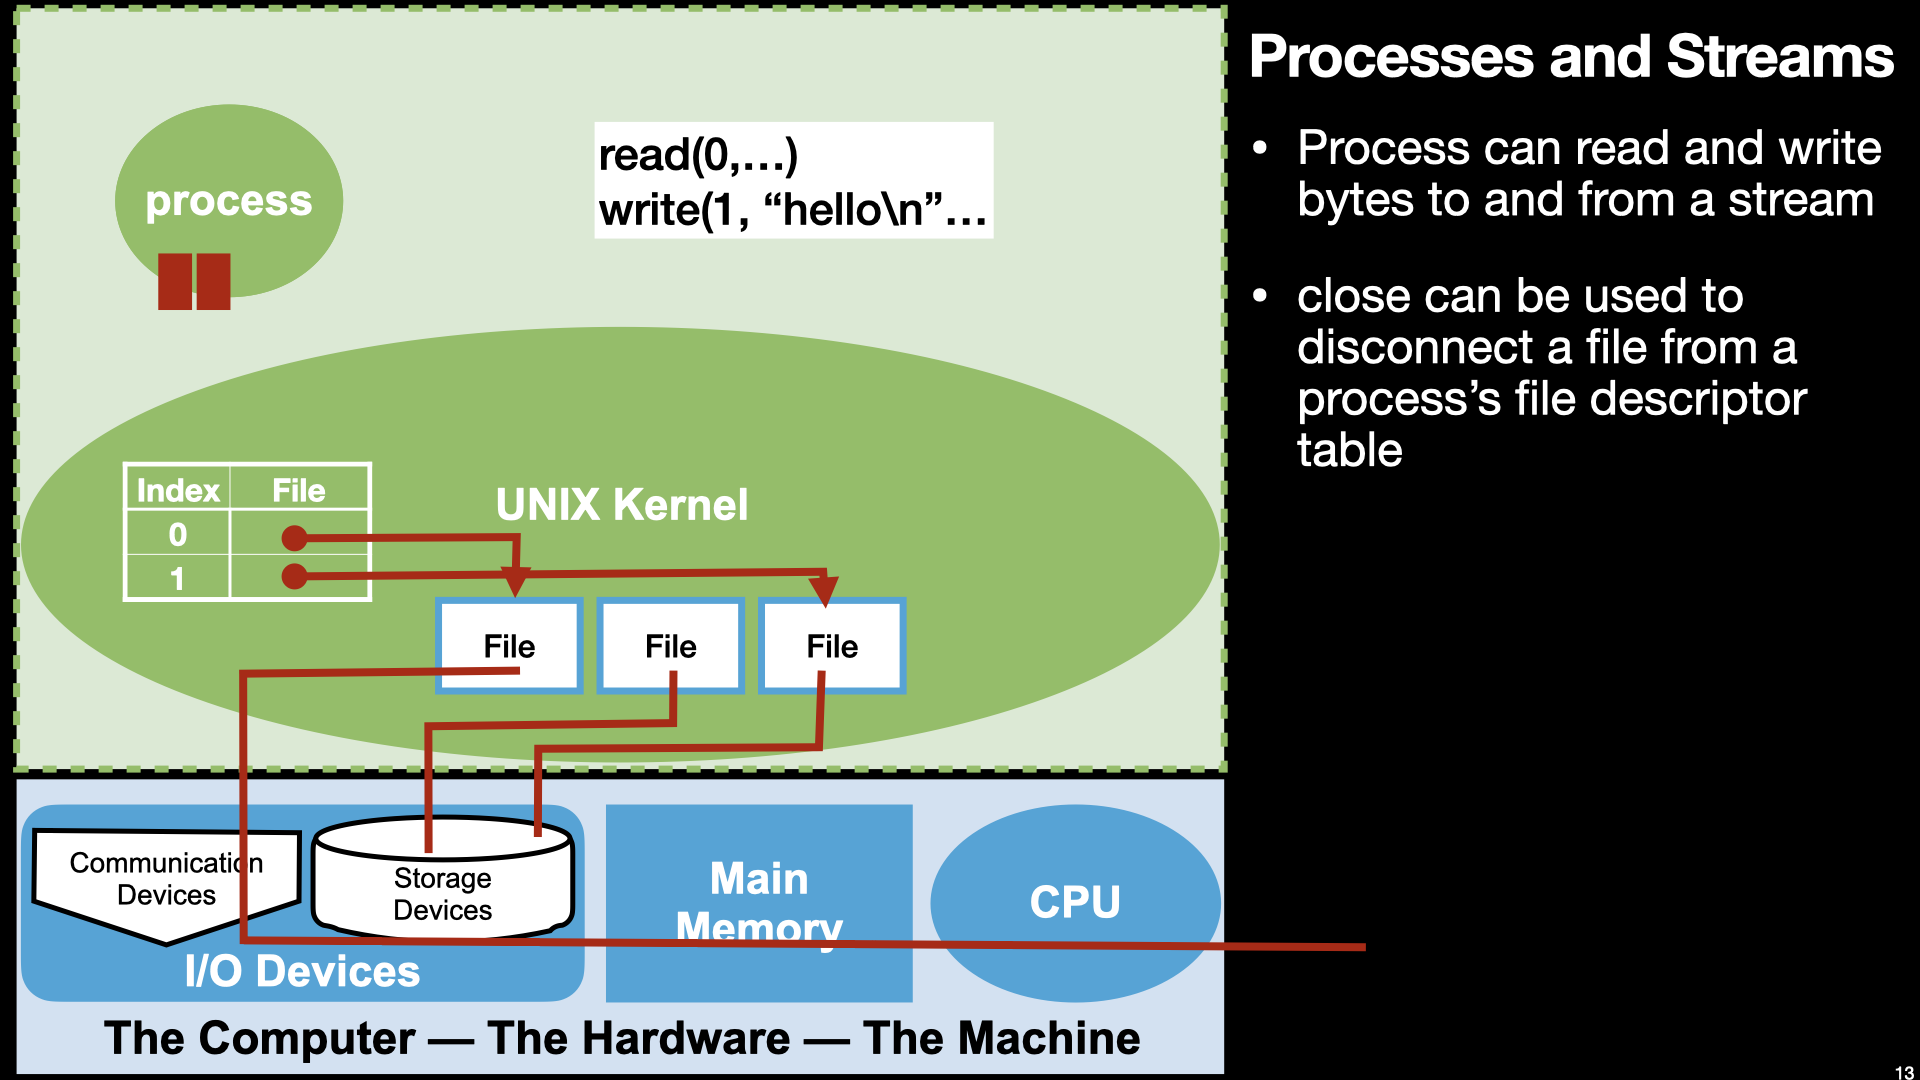 Processes and Streams
• Process can read and write
bytes to and from a stream
• close can be used to
disconnect a file from a
process’s file descriptor
table
process
read(0,…)
write(1, “hello\n”…
UNIX Kernel
Index File
0
1
File File File
Communication
Devices
Storage
Devices
I/O Devices
Main
Memory
CPU
The Computer — The Hardware — The Machine
13